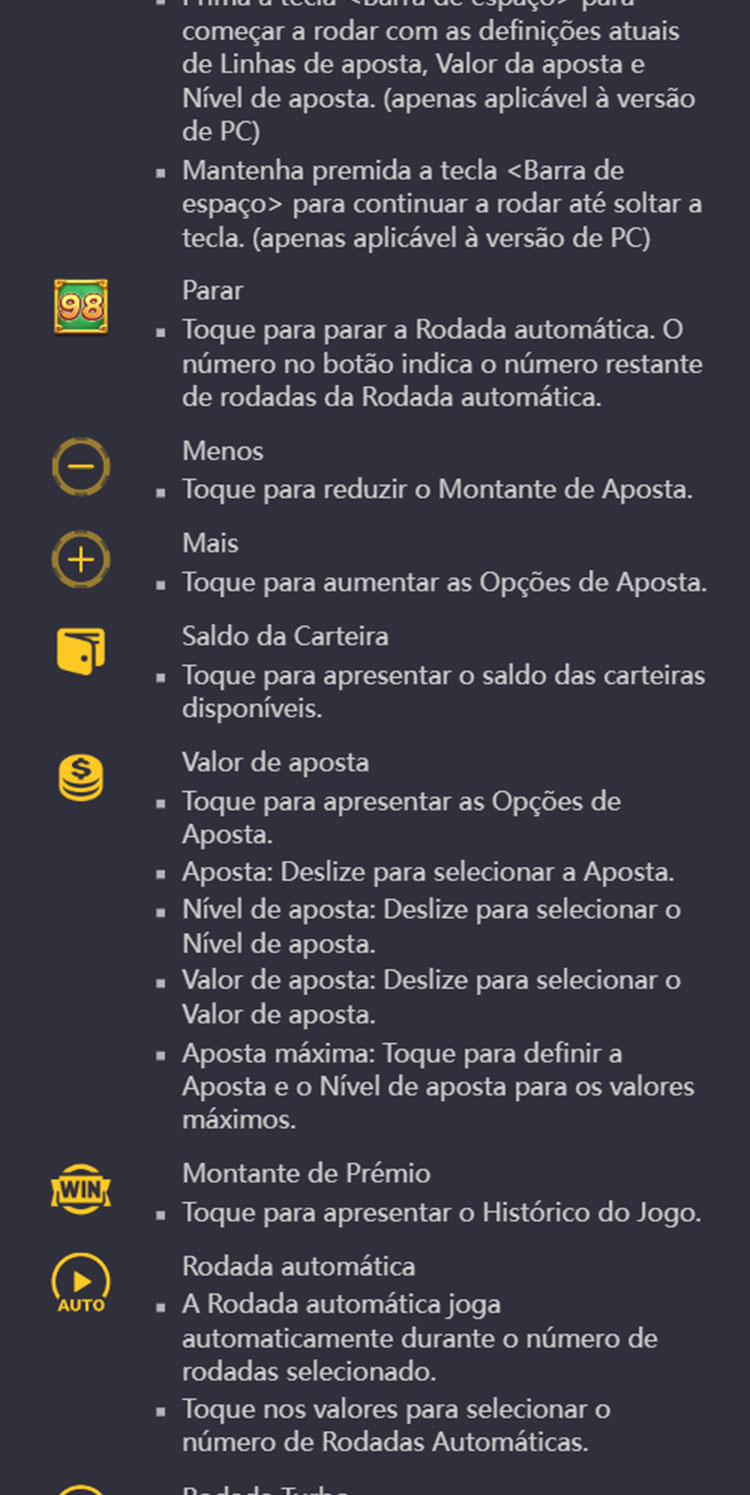 Prima a tecla <Barra de espaço> para
começar a rodar com as definições atuais
de Linhas de aposta, Valor da aposta e
Nível de aposta. (apenas aplicável à versão
de PC)
Mantenha premida a tecla <Barra de
espaço> para continuar a rodar até soltar a
tecla. (apenas aplicável à versão de PC)
98
Parar
Toque para parar a Rodada automática. O
número no botão indica o número restante
de rodadas da Rodada automática.
Menos
Toque para reduzir o Montante de Aposta.
Mais
Toque para aumentar as Opções de Aposta.
Saldo da Carteira
Toque para apresentar o saldo das carteiras
disponíveis.
Valor de aposta
Toque para apresentar as Opções de
Aposta.
Aposta: Deslize para selecionar a Aposta.
Nível de aposta: Deslize para selecionar o
Nível de aposta.
Valor de aposta: Deslize para selecionar o
Valor de aposta.
Aposta máxima: Toque para definir a
Aposta e o Nível de aposta para os valores
máximos.
WIN
Montante de Prémio
Toque para apresentar o Histórico do Jogo.
AUTO
Rodada automática
A Rodada automática joga
automaticamente durante o número de
rodadas selecionado.
Toque nos valores para selecionar o
número de Rodadas Automáticas.
Rodada Turbo